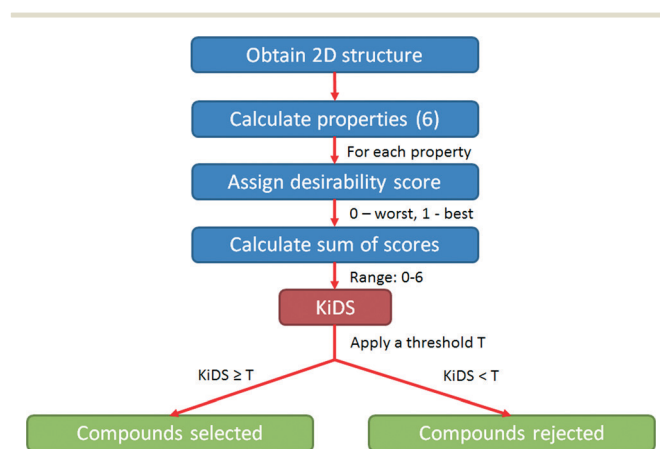 Obtain 2D structure
Calculate properties (6)
For each property
Assign desirability score
0 – worst, 1 - best
Calculate sum of scores
Range: 0-6
KiDS
Apply a threshold T
KiDS ≥ T
KiDS < T
Compounds selected
Compounds rejected